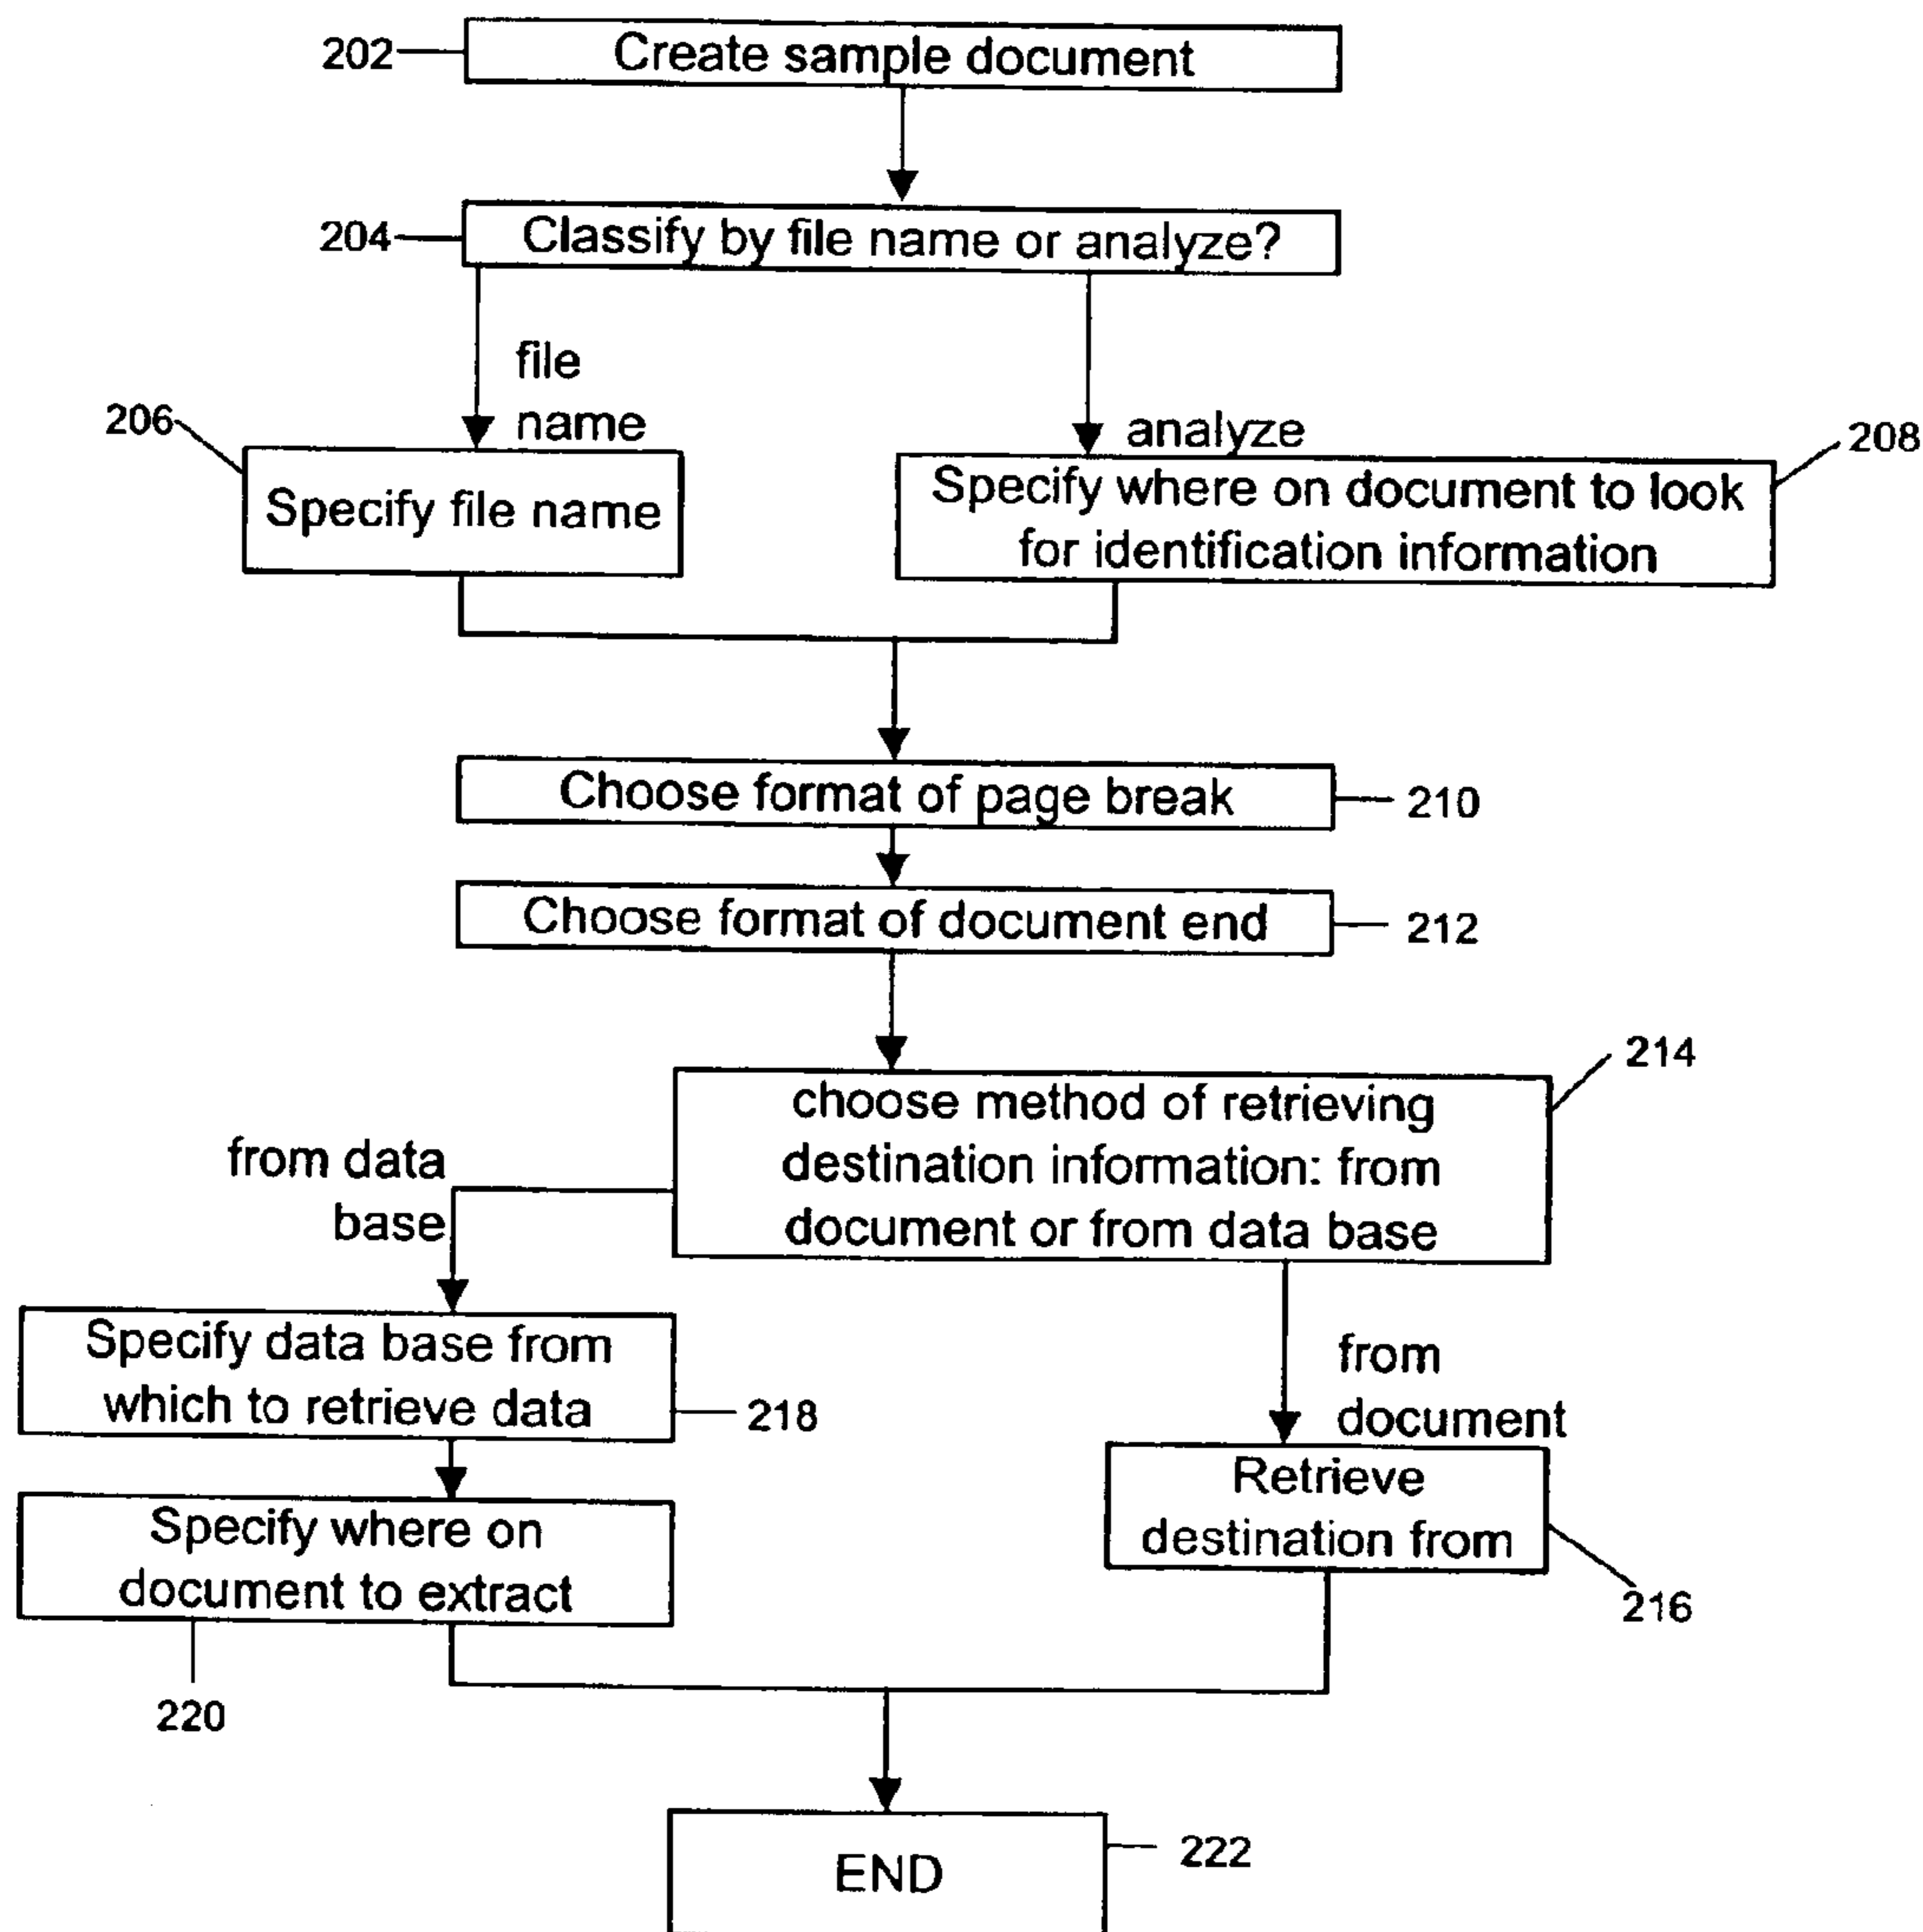 202
Create sample document
204
Classify by file name or analyze?
file
name
analyze
206
Specify file name
208
Specify where on document to look
for identification information
Choose format of page break
210
Choose format of document end
212
214
choose method of retrieving
destination information: from
document or from data base
from data
base
from
document
Specify data base from
which to retrieve data
218
Retrieve
destination from
216
Specify where on
document to extract
220
END
222